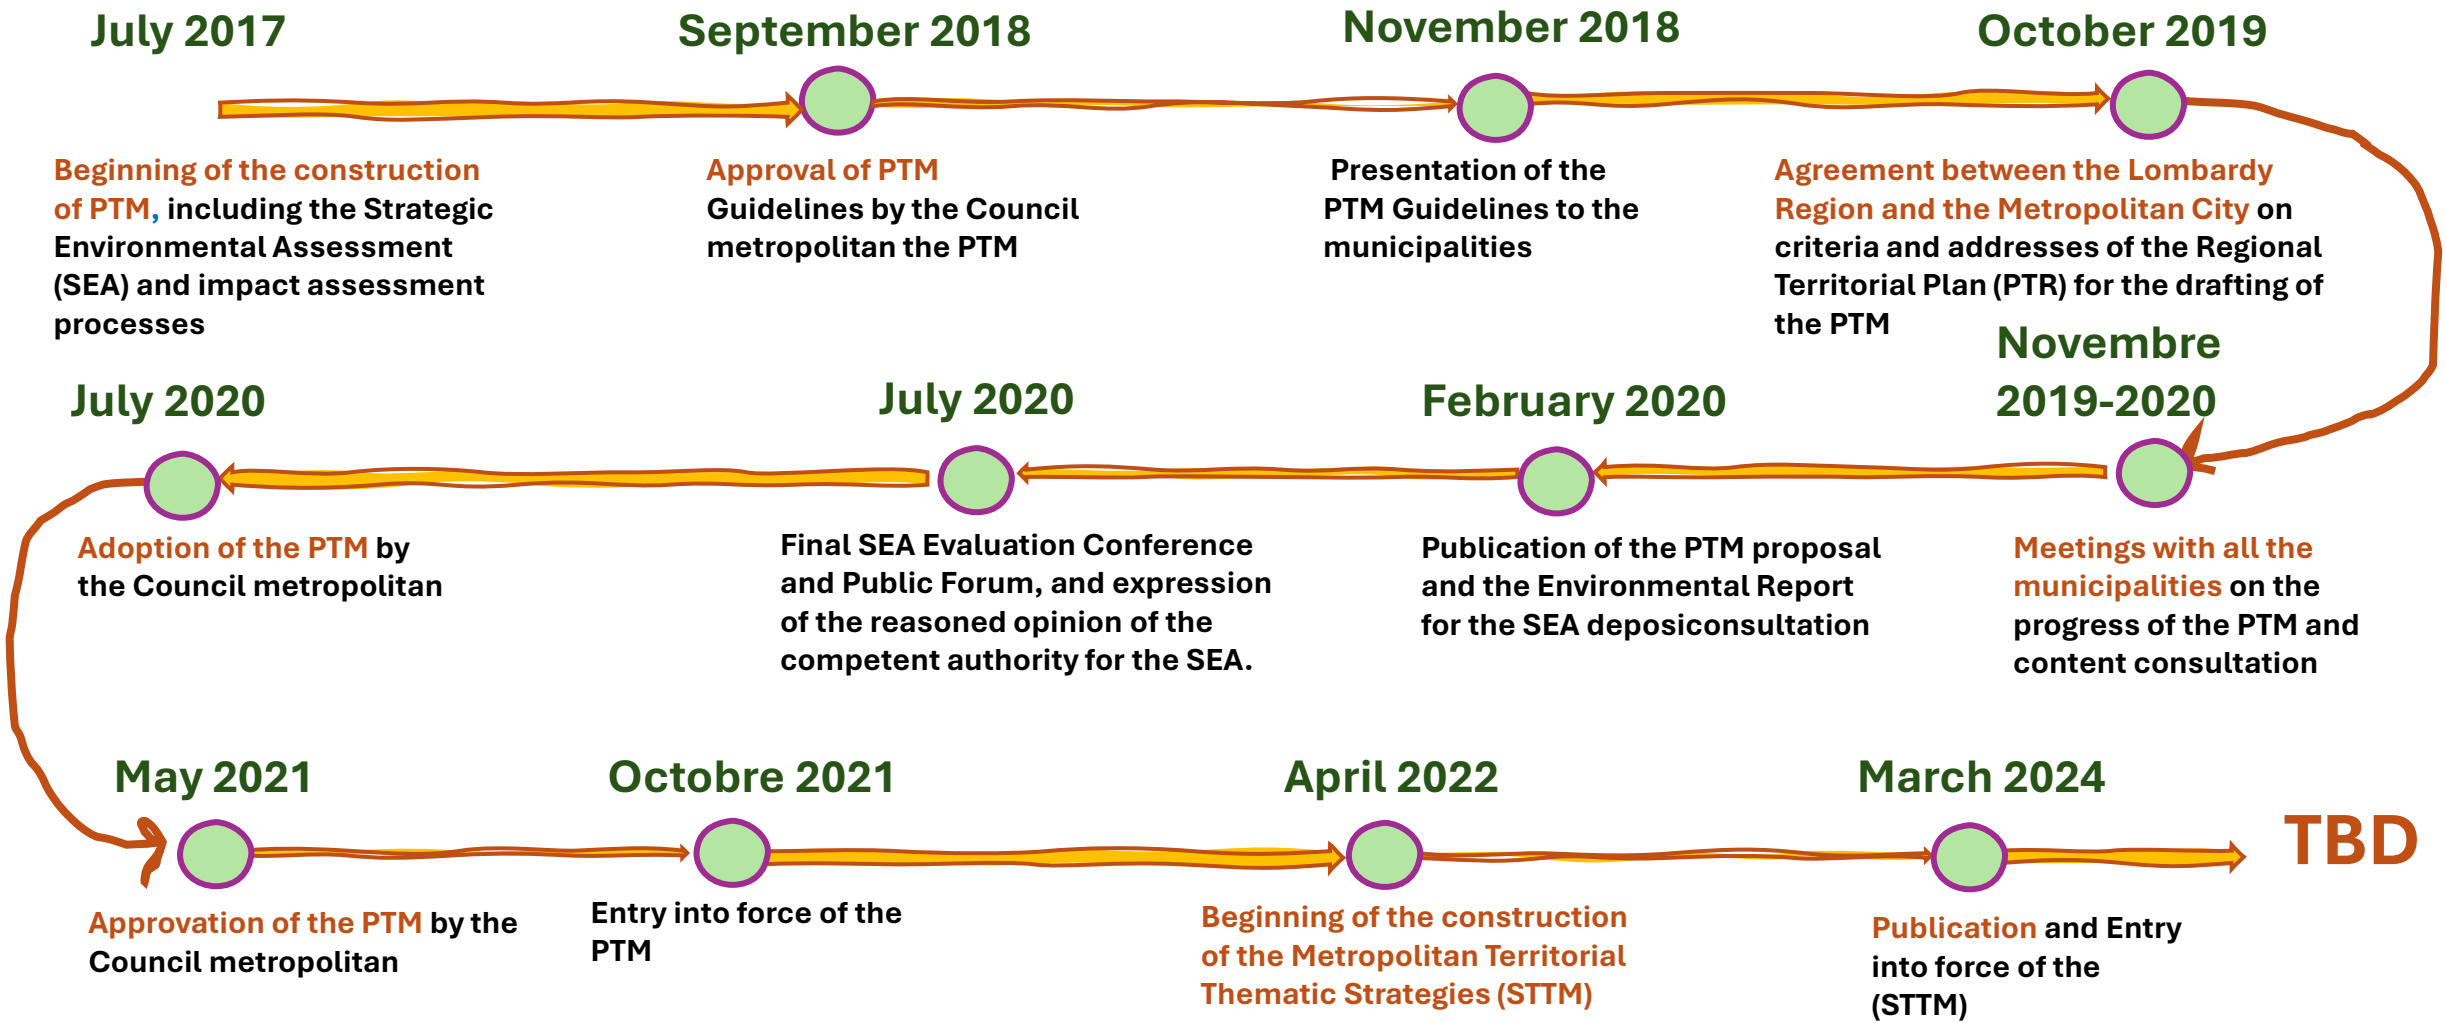 July 2017
September 2018
November 2018
October 2019
Beginning of the construction
of PTM, including the Strategic
Environmental Assessment
(SEA) and impact assessment
processes
Approval of PTM
Guidelines by the Council
metropolitan the PTM
Presentation of the
PTM Guidelines to the
municipalities
Agreement between the Lombardy
Region and the Metropolitan City on
criteria and addresses of the Regional
Territorial Plan (PTR) for the drafting of
the PTM
Novembre
2019-2020
February 2020
July 2020
July 2020
Meetings with all the
municipalities on the
progress of the PTM and
content consultation
Publication of the PTM proposal
and the Environmental Report
for the SEA deposiconsultation
Final SEA Evaluation Conference
and Public Forum, and expression
of the reasoned opinion of the
competent authority for the SEA.
Adoption of the PTM by
the Council metropolitan
May 2021
Octobre 2021
April 2022
March 2024
TBD
Approvation of the PTM by the
Council metropolitan
Entry into force of the
PTM
Beginning of the construction
of the Metropolitan Territorial
Thematic Strategies (STTM)
Publication and Entry
into force of the
(STTM)